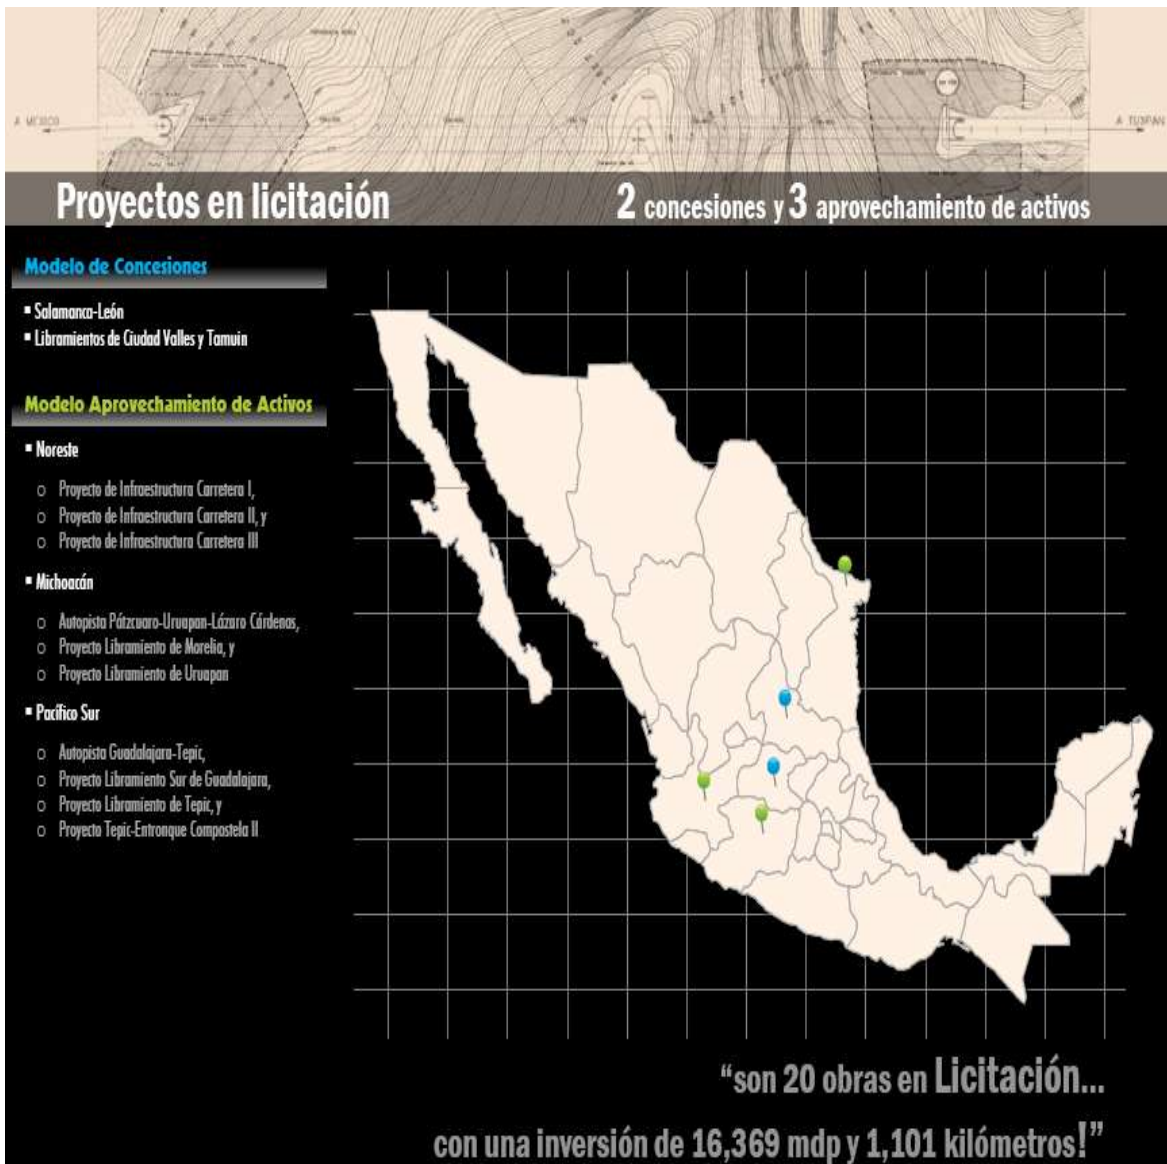 A MEXICO
A TUXPAN
Proyectos en licitación
2 concesiones y 3 aprovechamiento de activos
Modelo de Concesiones
▪ Salamanca-León
▪ Libramientos de Ciudad Valles y Tamuin
Modelo Aprovechamiento de Activos
▪ Noreste
o Proyecto de Infraestructura Carretera I,
o Proyecto de Infraestructura Carretera II, y
o Proyecto de Infraestructura Carretera III
▪ Michoacán
o Autopista Pátzcuaro-Uruapan-Lázaro Cárdenas,
o Proyecto Libramiento de Morelia, y
o Proyecto Libramiento de Uruapan
▪ Pacífico Sur
o Autopista Guadalajara-Tepic,
o Proyecto Libramiento Sur de Guadalajara,
o Proyecto Libramiento de Tepic, y
o Proyecto Tepic-Entronque Compostela II
“son 20 obras en Licitación...
con una inversión de 16,369 mdp y 1,101 kilómetros!”